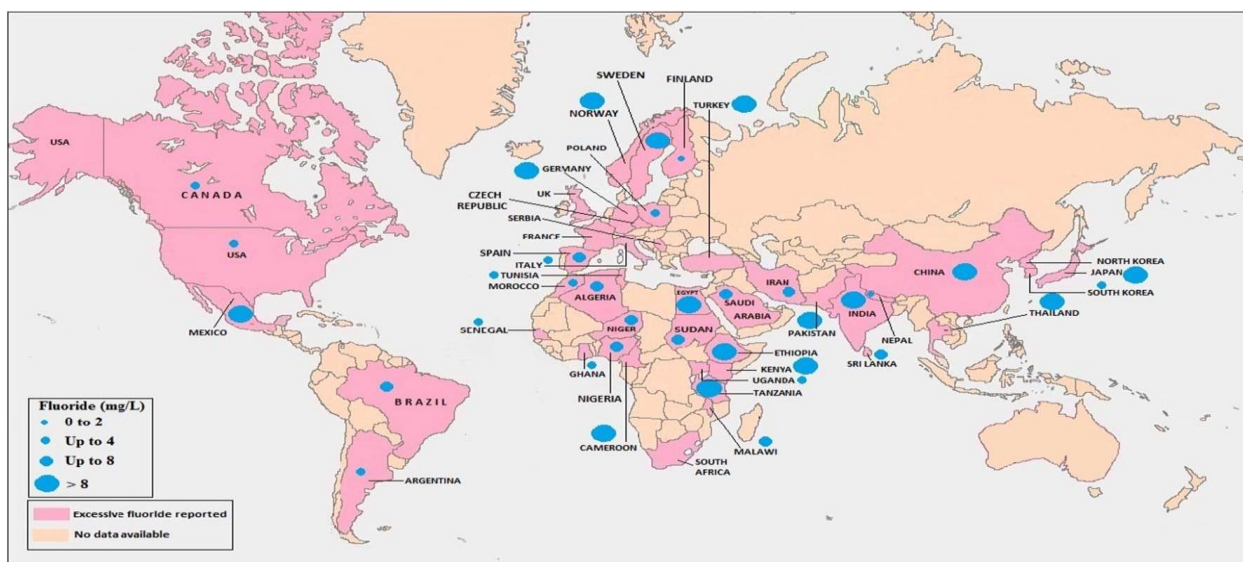 SWEDEN
FINLAND
TURKEY
NORWAY
POLAND
GERMANY
USA
UK
CANADA
CZECH
REPUBLIC
SERBIA
FRANCE
USA
SPAIN
ITALY
TUNISIA
MOROCCO
ALGERIA
EGYPT
SAUDI
ARABIA
IRAN
CHINA
NORTH KOREA
JAPAN
SOUTH KOREA
THAILAND
INDIA
MEXICO
SENEGAL
NIGER
SUDAN
PAKISTAN
NEPAL
SRI LANKA
ETHIOPIA
GHANA
KENYA
UGANDA
NIGERIA
TANZANIA
BRAZIL
CAMEROON
MALAWI
SOUTH
AFRICA
ARGENTINA
Fluoride (mg/L)
0 to 2
Up to 4
Up to 8
> 8
Excessive fluoride reported
No data available